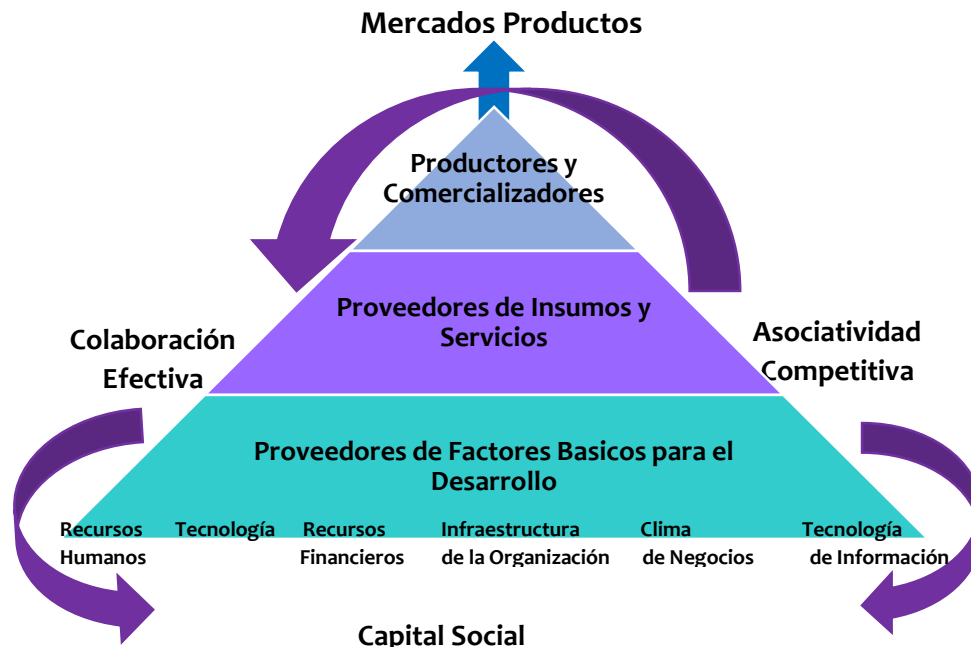 Mercados Productos
Productores y
Comercializadores
Proveedores de Insumos y
Servicios
Colaboración
Efectiva
Asociatividad
Competitiva
Proveedores de Factores Basicos para el
Desarrollo
Recursos Tecnología Recursos Infraestructura Clima Tecnología
Humanos Financieros de la Organización de Negocios de Información
Capital Social